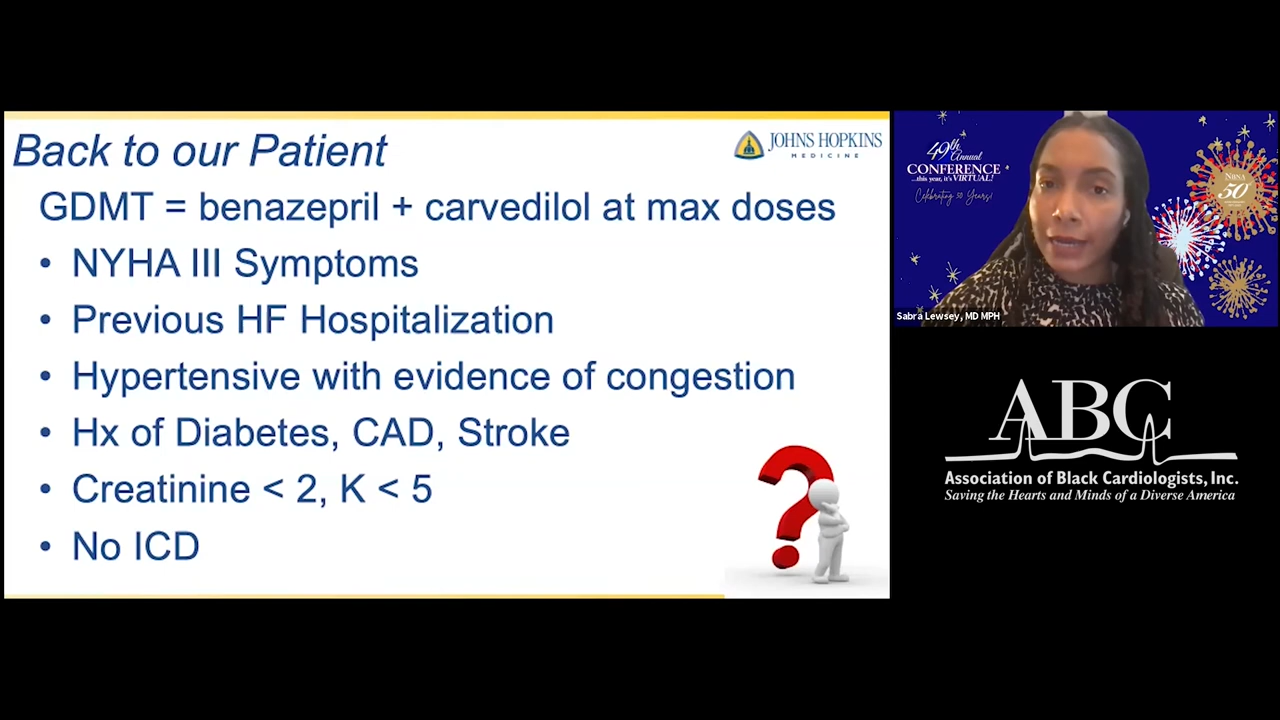 Back to our Patient
JOHNS HOPKINS
MEDICINE
GDMT = benazepril + carvedilol at max doses
• NYHA III Symptoms
• Previous HF Hospitalization
• Hypertensive with evidence of congestion
• Hx of Diabetes, CAD, Stroke
• Creatinine < 2, K < 5
• No ICD
49th Annual
CONFERENCE
...this year, it's VIRTUAL!
Celebrating 50 Years!
NBNA
50
Sabra Lewsey, MD MPH
ABC
Association of Black Cardiologists, Inc.
Saving the Hearts and Minds of a Diverse America